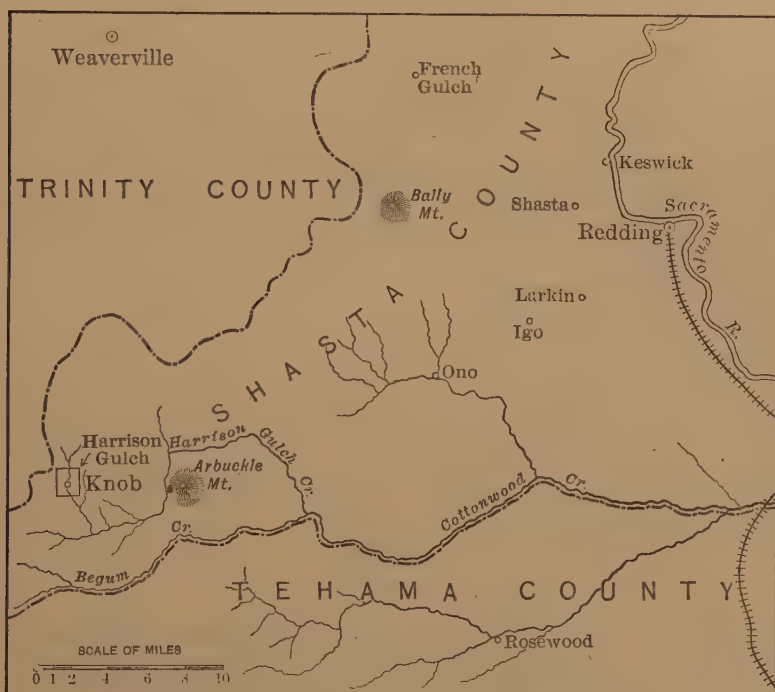 Weaverville
French
Gulch
COUNTY
Keswick
TRINITY COUNTY
Bally
Mt.
Shasta
Sacramento
R.
Redding
Larkin
Igo
SHASTA
Ono
Harrison
Gulch
Harrison Gulch Cr.
Arbuckle
Mt.
Knob
Cottonwood Cr.
Begum Cr.
TEHAMA COUNTY
Rosewood
SCALE OF MILES
0 1 2 4 6 8 10